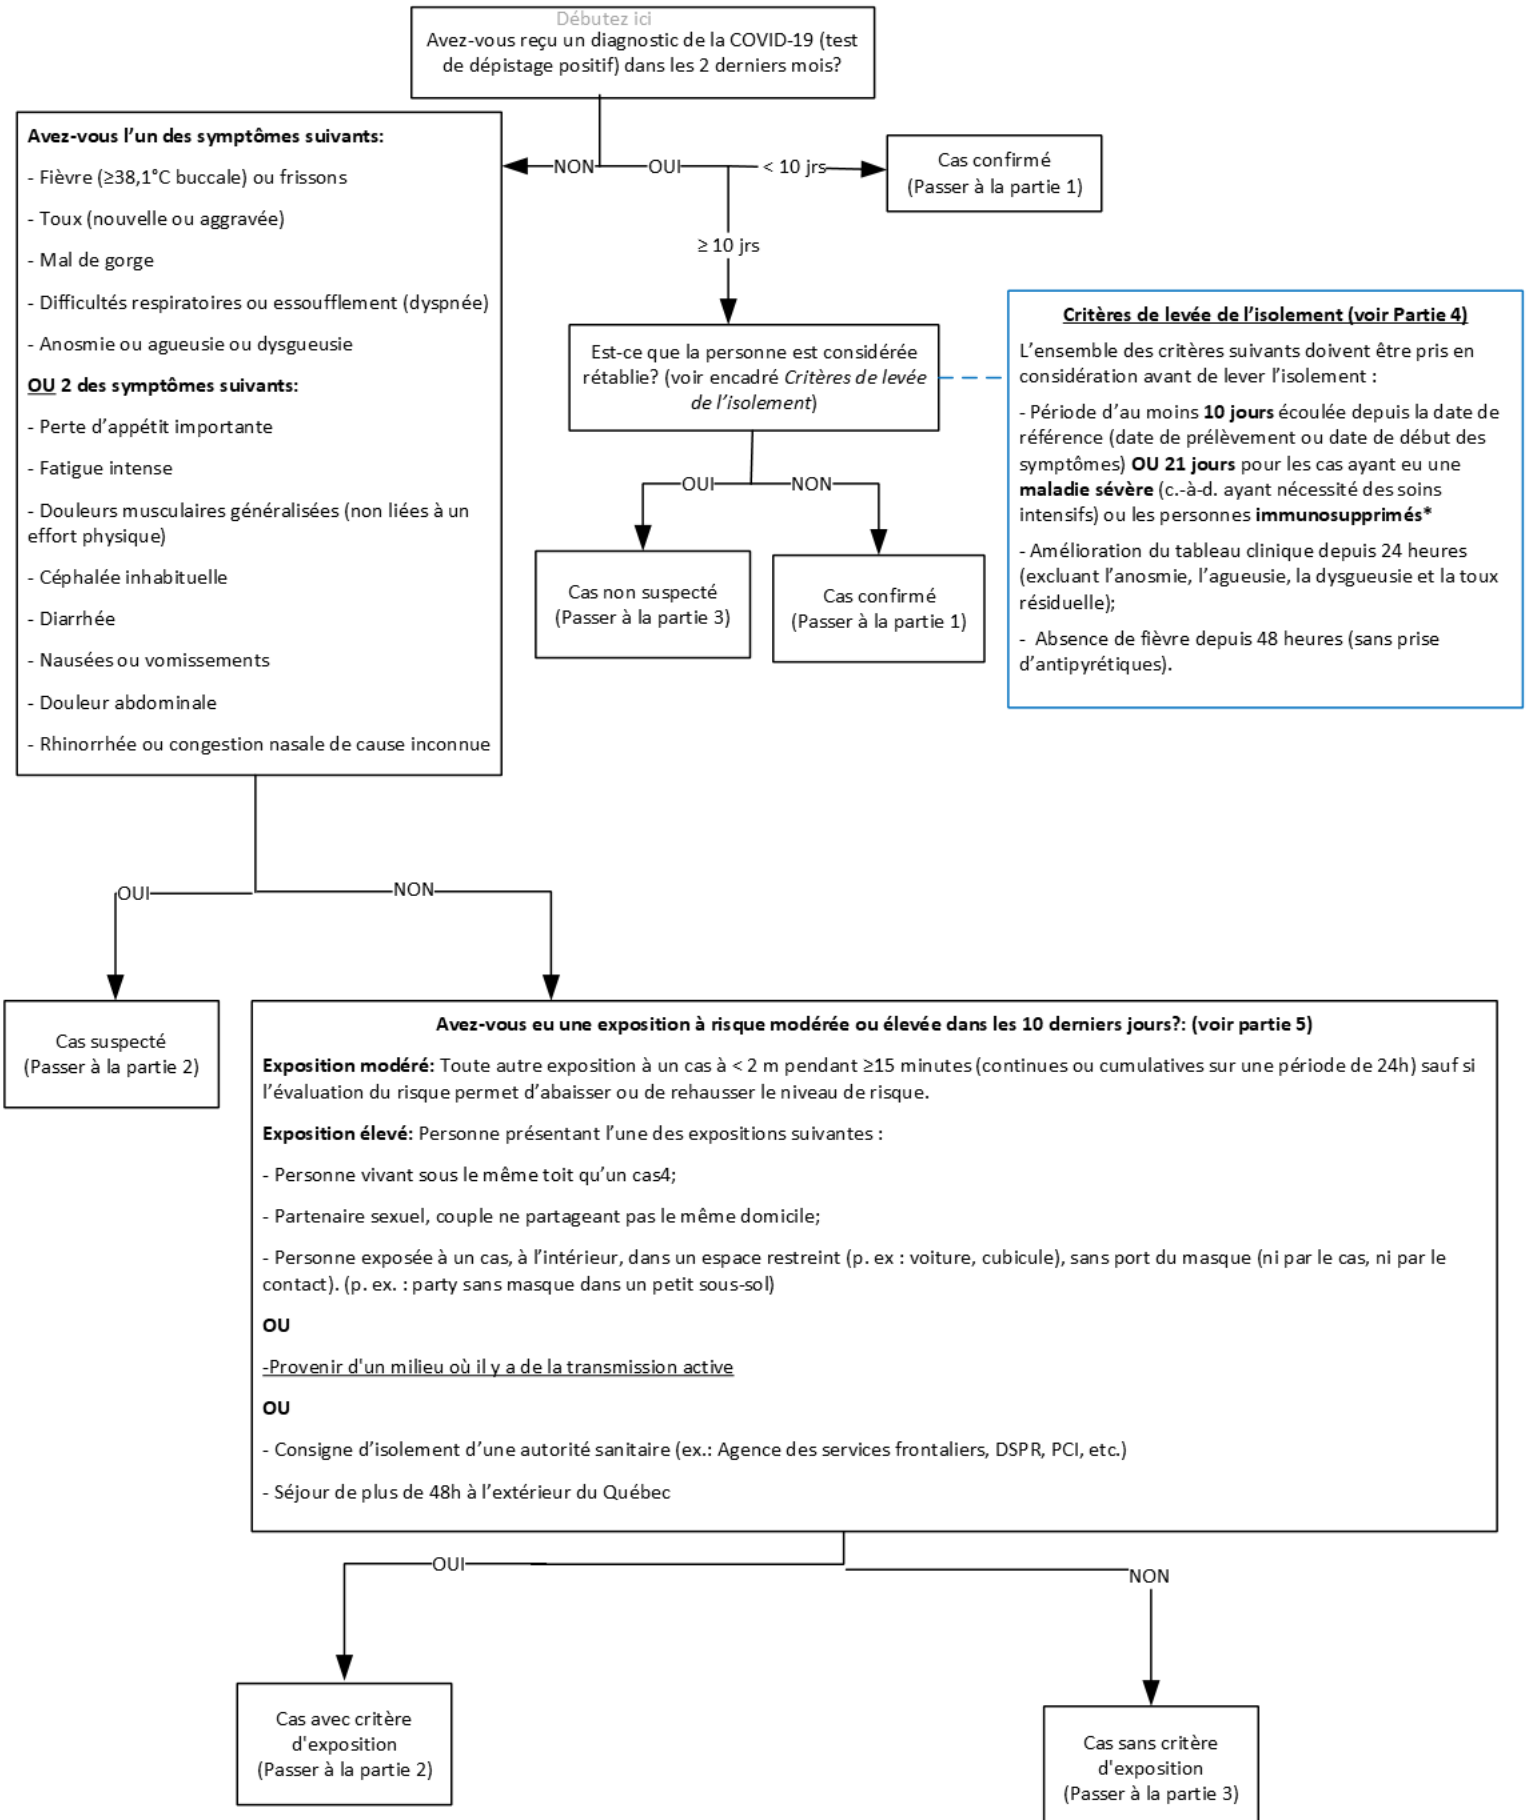 Débutez ici
Avez-vous reçu un diagnostic de la COVID-19 (test
de dépistage positif) dans les 2 derniers mois?
NON
OUI
< 10 jrs
Cas confirmé
(Passer à la partie 1)
≥ 10 jrs
Avez-vous l’un des symptômes suivants:
- Fièvre (≥38,1°C buccale) ou frissons
- Toux (nouvelle ou aggravée)
- Mal de gorge
- Difficultés respiratoires ou essoufflement (dyspnée)
- Anosmie ou agueusie ou dysgueusie
OU 2 des symptômes suivants:
- Perte d’appétit importante
- Fatigue intense
- Douleurs musculaires généralisées (non liées à un
effort physique)
- Céphalée inhabituelle
- Diarrhée
- Nausées ou vomissements
- Douleur abdominale
- Rhinorrhée ou congestion nasale de cause inconnue
Est-ce que la personne est considérée
rétablie? (voir encadré Critères de levée
de l’isolement)
Critères de levée de l’isolement (voir Partie 4)
L’ensemble des critères suivants doivent être pris en
considération avant de lever l’isolement :
- Période d’au moins 10 jours écoulée depuis la date de
référence (date de prélèvement ou date de début des
symptômes) OU 21 jours pour les cas ayant eu une
maladie sévère (c.-à-d. ayant nécessité des soins
intensifs) ou les personnes immunosupprimés*
- Amélioration du tableau clinique depuis 24 heures
(excluant l’anosmie, l’agueusie, la dysgueusie et la toux
résiduelle);
- Absence de fièvre depuis 48 heures (sans prise
d’antipyrétiques).
OUI
NON
Cas non suspecté
(Passer à la partie 3)
Cas confirmé
(Passer à la partie 1)
OUI
NON
Cas suspecté
(Passer à la partie 2)
Avez-vous eu une exposition à risque modérée ou élevée dans les 10 derniers jours?: (voir partie 5)
Exposition modéré: Toute autre exposition à un cas à < 2 m pendant ≥15 minutes (continues ou cumulatives sur une période de 24h) sauf si
l’évaluation du risque permet d’abaisser ou de rehausser le niveau de risque.
Exposition élevé: Personne présentant l’une des expositions suivantes :
- Personne vivant sous le même toit qu’un cas4;
- Partenaire sexuel, couple ne partageant pas le même domicile;
- Personne exposée à un cas, à l’intérieur, dans un espace restreint (p. ex : voiture, cubicule), sans port du masque (ni par le cas, ni par le
contact). (p. ex. : party sans masque dans un petit sous-sol)
OU
-Provenir d'un milieu où il y a de la transmission active
OU
- Consigne d’isolement d’une autorité sanitaire (ex.: Agence des services frontaliers, DSPR, PCI, etc.)
- Séjour de plus de 48h à l’extérieur du Québec
OUI
NON
Cas avec critère
d'exposition
(Passer à la partie 2)
Cas sans critère
d'exposition
(Passer à la partie 3)